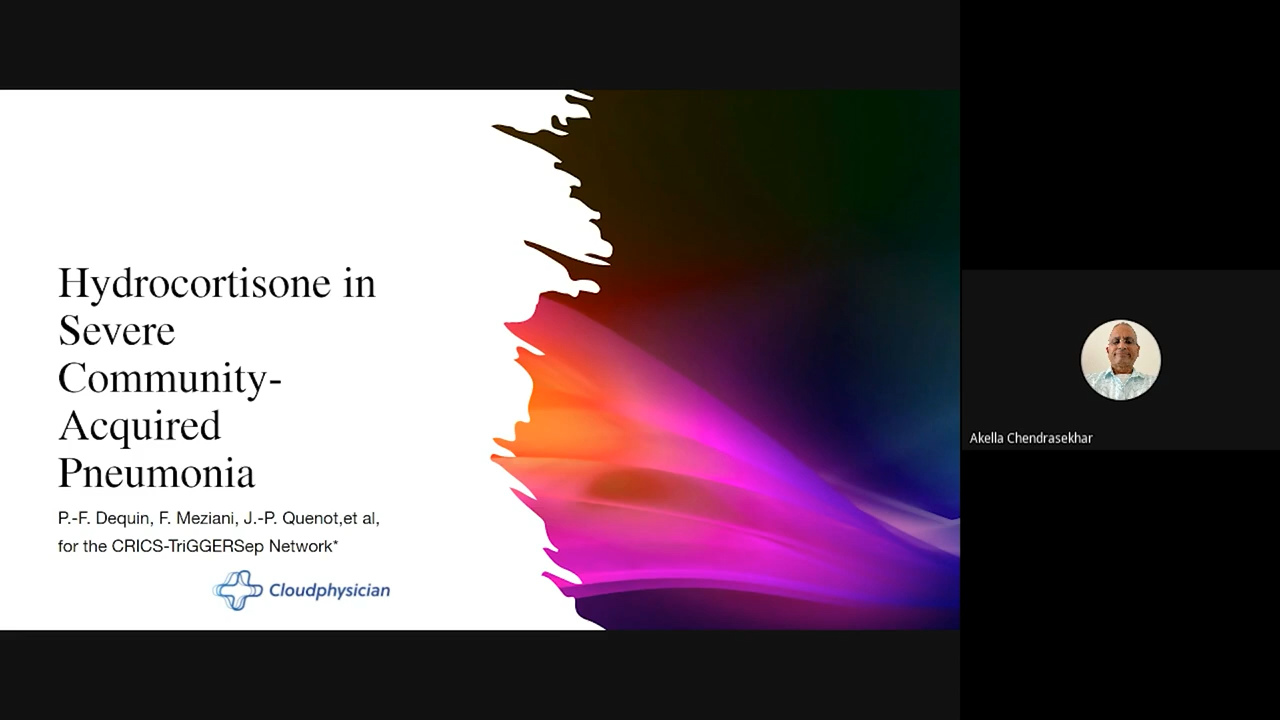 Hydrocortisone in
Severe
Community-
Acquired
Pneumonia
P.-F. Dequin, F. Meziani, J.-P. Quenot,et al,
for the CRICS-TriGGERSep Network*
Cloudphysician
Akella Chendrasekhar